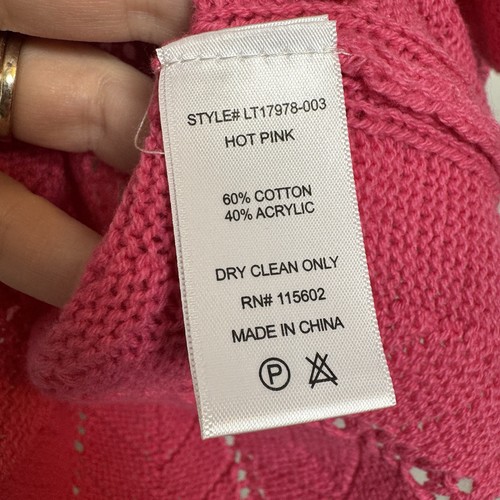 STYLE# LT17978-003
HOT PINK
60% COTTON
40% ACRYLIC
DRY CLEAN ONLY
RN# 115602
MADE IN CHINA
P